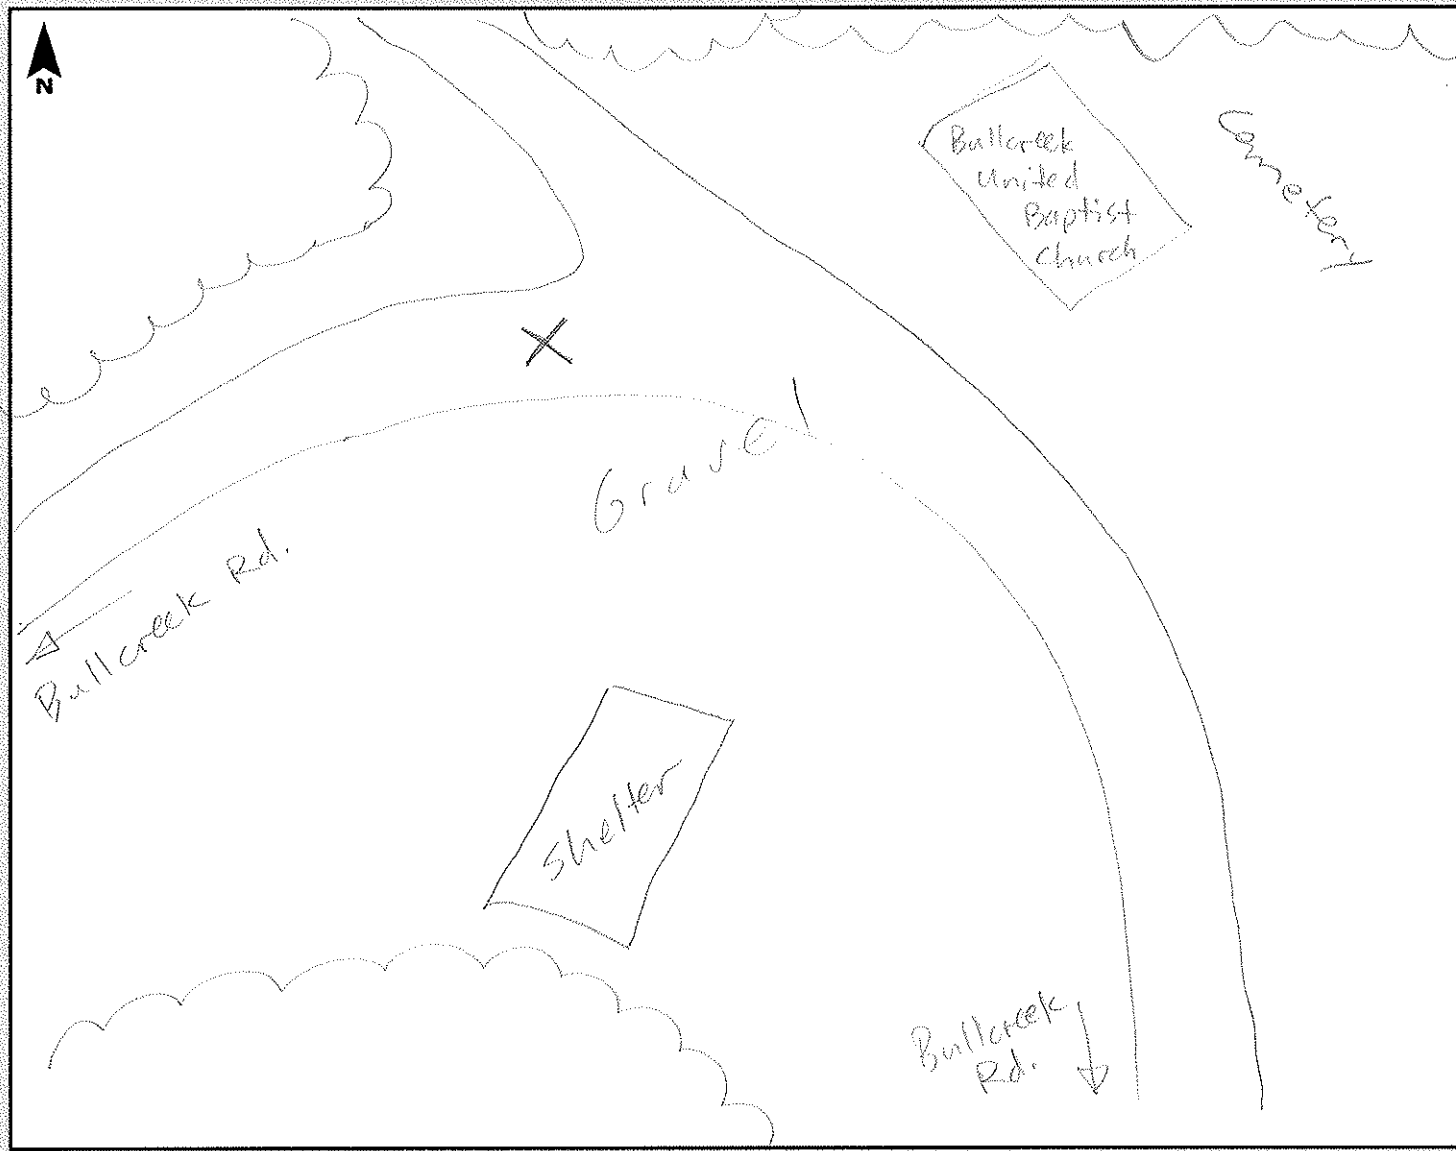 N
Bullcreek
United
Baptist
Church
Cemetery
Gravel
Bullcreek Rd.
Shelter
Bullcreek
Rd.